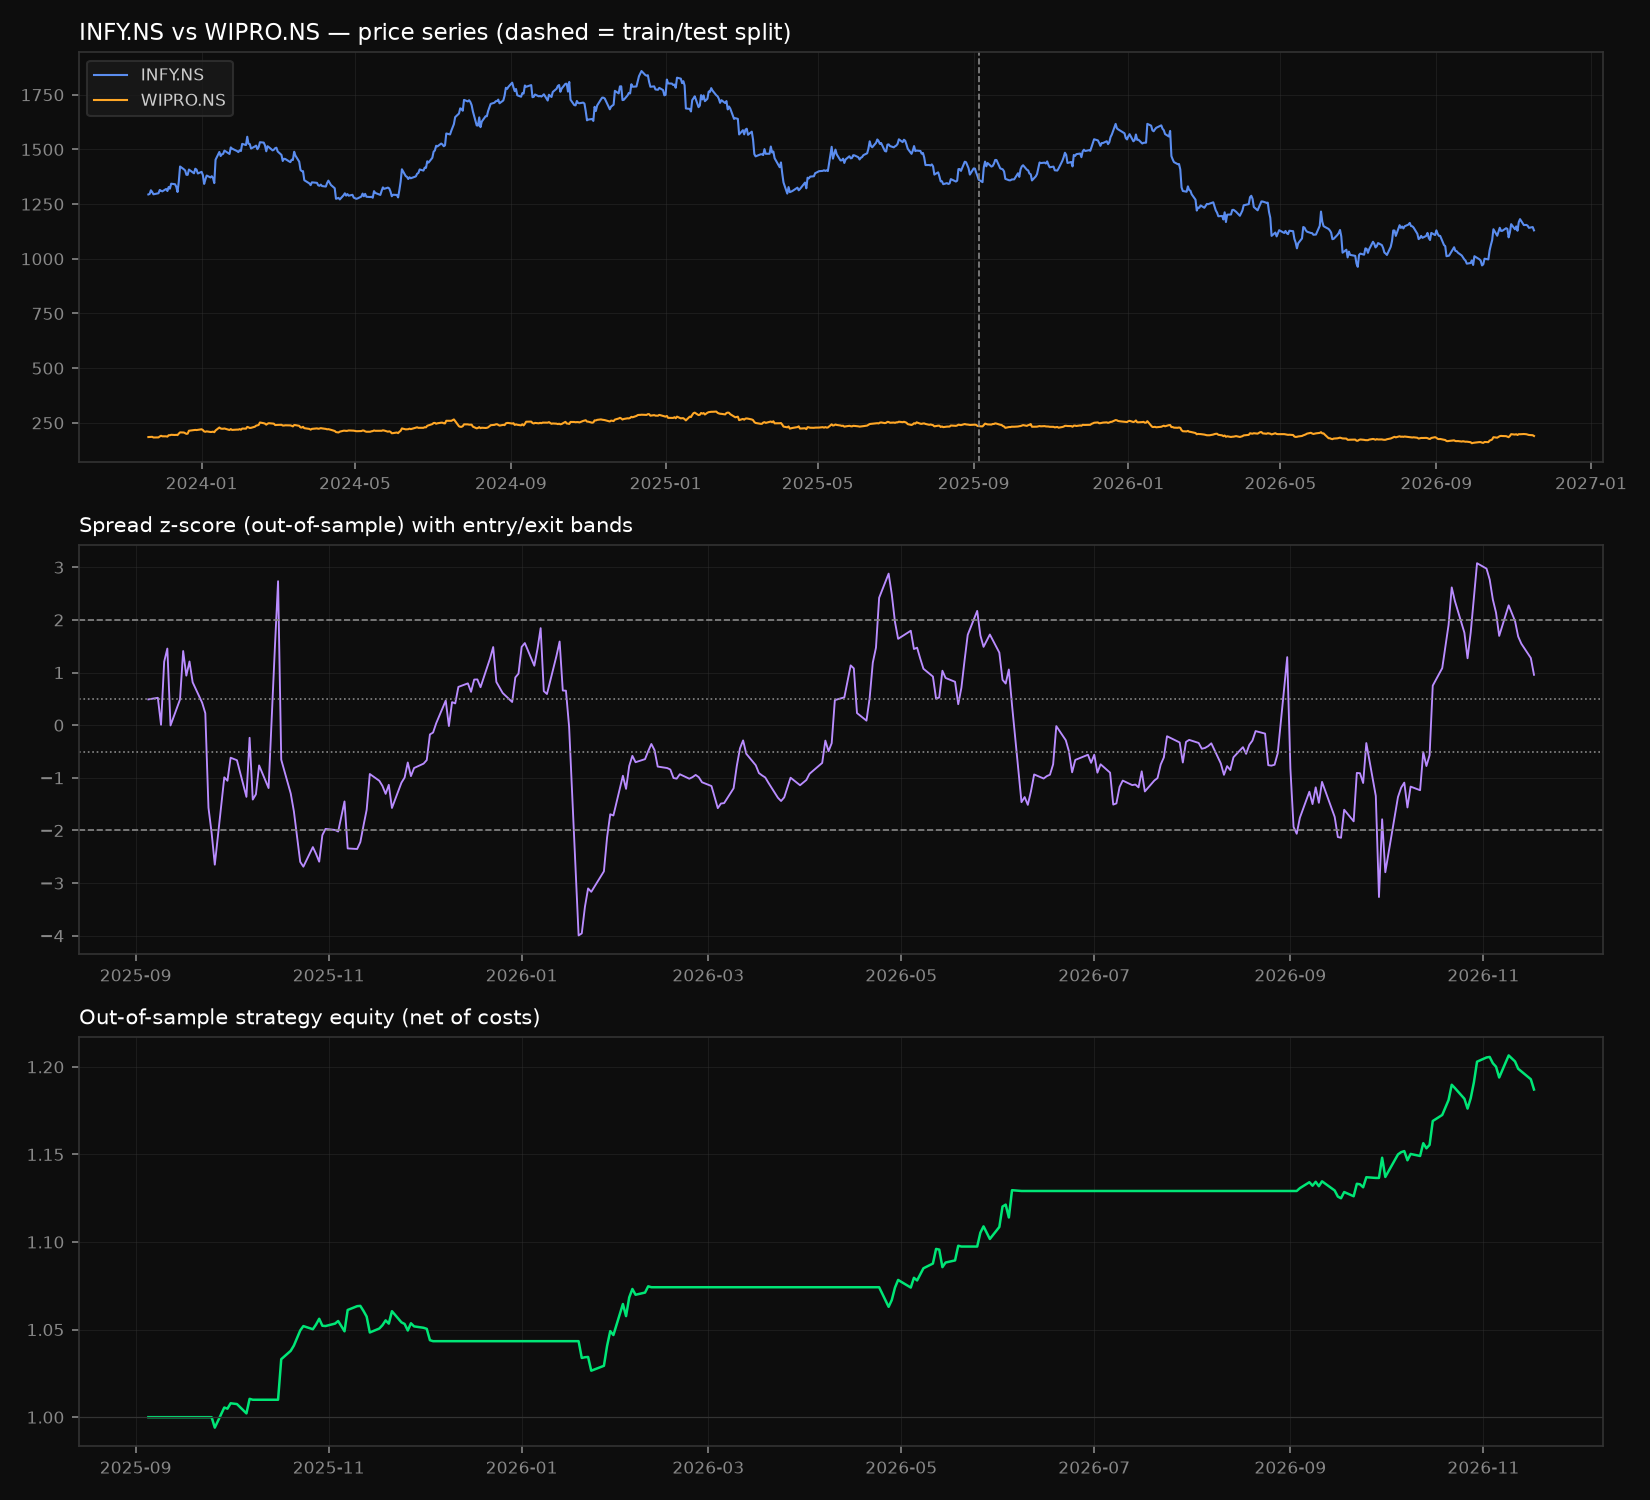 INFY.NS vs WIPRO.NS — price series (dashed = train/test split)
INFY.NS
WIPRO.NS
1750
1500
1250
1000
750
500
250
2024-01 2024-05 2024-09 2025-01 2025-05 2025-09 2026-01 2026-05 2026-09 2027-01
Spread z-score (out-of-sample) with entry/exit bands
3
2
1
0
−1
−2
−3
−4
2025-09 2025-11 2026-01 2026-03 2026-05 2026-07 2026-09 2026-11
Out-of-sample strategy equity (net of costs)
1.20
1.15
1.10
1.05
1.00
2025-09 2025-11 2026-01 2026-03 2026-05 2026-07 2026-09 2026-11